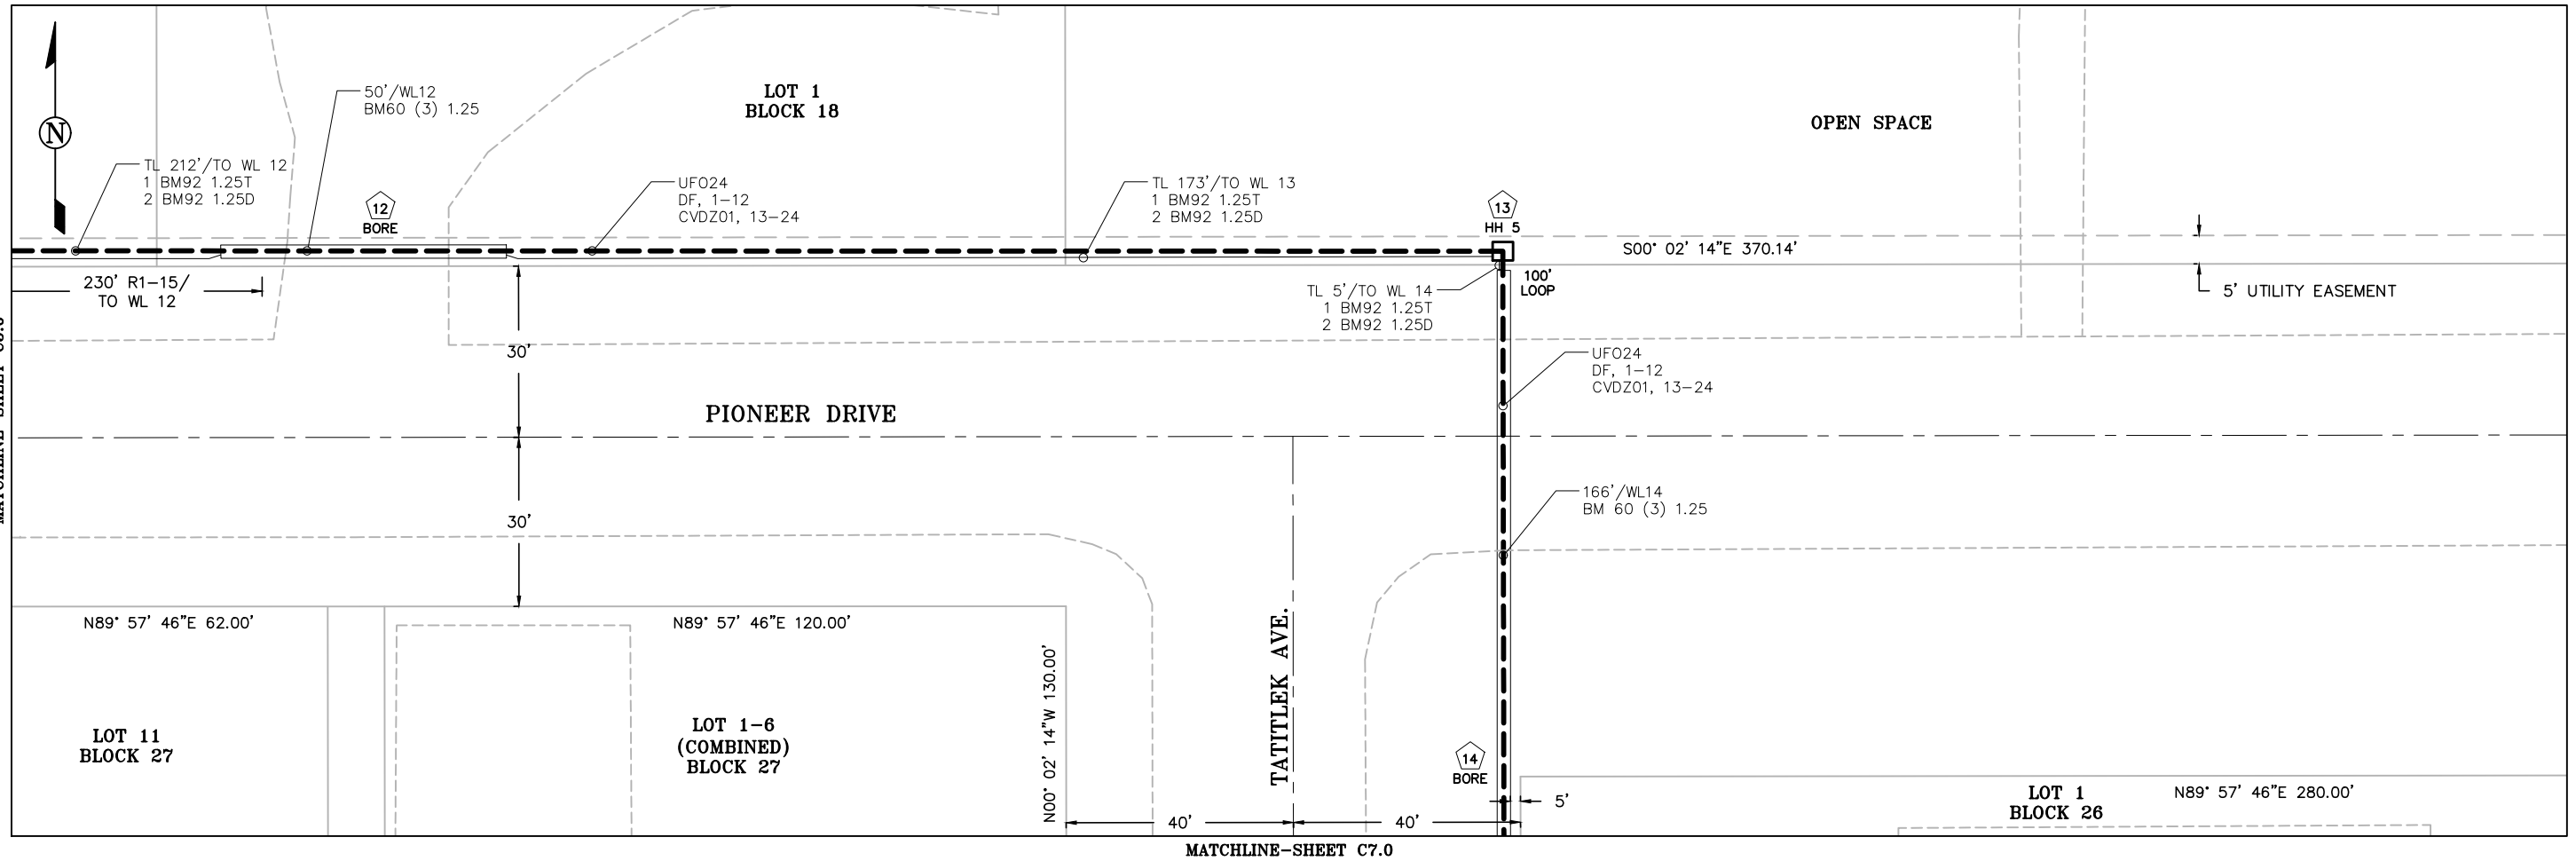 LOT 1
BLOCK 18
OPEN SPACE
50'/WL12
BM60 (3) 1.25
N
TL 212'/TO WL 12
1 BM92 1.25T
2 BM92 1.25D
12
BORE
UFO24
DF, 1-12
CVDZ01, 13-24
TL 173'/TO WL 13
1 BM92 1.25T
2 BM92 1.25D
13
HH 5
S00° 02' 14"E 370.14'
230' R1-15/
TO WL 12
TL 5'/TO WL 14
1 BM92 1.25T
2 BM92 1.25D
100'
LOOP
5' UTILITY EASEMENT
30'
UFO24
DF, 1-12
CVDZ01, 13-24
PIONEER DRIVE
30'
166'/WL14
BM 60 (3) 1.25
N89° 57' 46"E 62.00'
N89° 57' 46"E 120.00'
N00° 02' 14"W 130.00'
TATITLEK AVE.
LOT 11
BLOCK 27
LOT 1-6
(COMBINED)
BLOCK 27
14
BORE
5'
LOT 1
BLOCK 26
N89° 57' 46"E 280.00'
40'
40'
MATCHLINE-SHEET C7.0